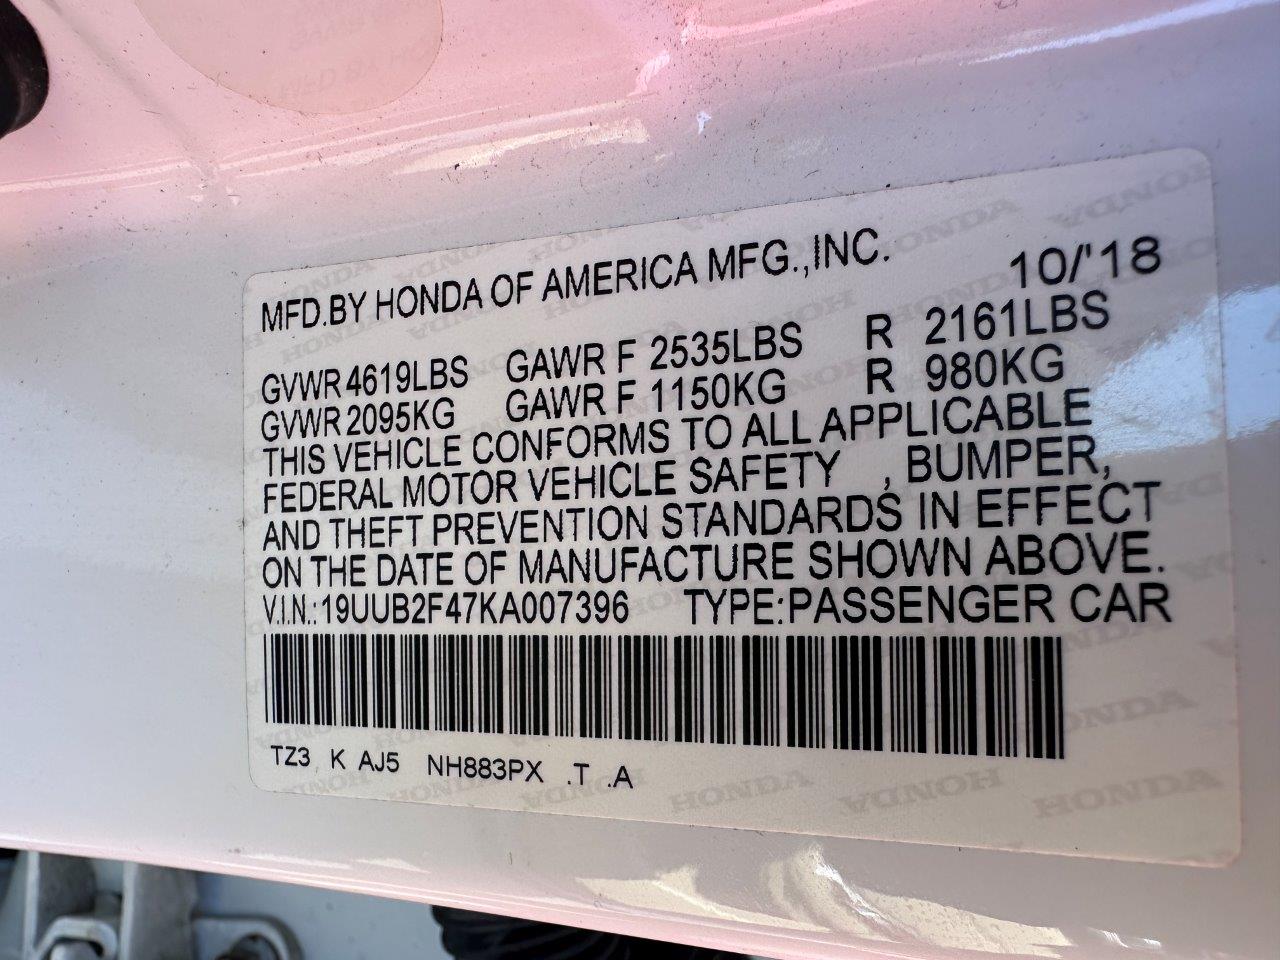 MFD.BY HONDA OF AMERICA MFG.,INC. 10/'18
GVWR 4619LBS GAWR F 2535LBS R 2161LBS
GVWR 2095KG GAWR F 1150KG R 980KG
THIS VEHICLE CONFORMS TO ALL APPLICABLE
FEDERAL MOTOR VEHICLE SAFETY , BUMPER,
AND THEFT PREVENTION STANDARDS IN EFFECT
ON THE DATE OF MANUFACTURE SHOWN ABOVE.
V.I.N.:19UUB2F47KA007396 TYPE:PASSENGER CAR
TZ3 K AJ5 NH883PX .T .A
HONDA HONDA HONDA